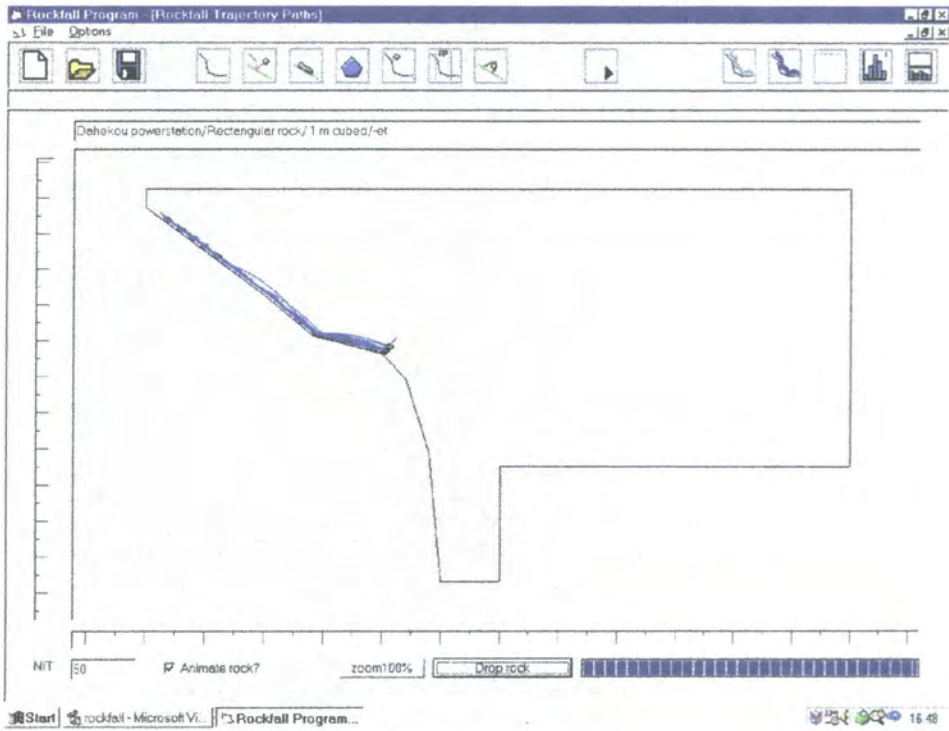 Rockfall Program - [Rockfall Trajectory Paths]
File Options
Dahekou powerstation/Rectangular rock/ 1 m cubed/-et
N/T 50 Animate rock? zoom100% Drop rock
Start rockfall - Microsoft Vi... Rockfall Program... 16:48